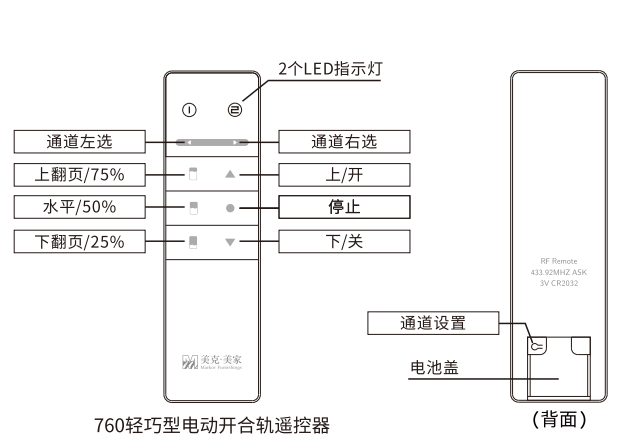 2个LED指示灯
通道左选
通道右选
上翻页/75%
上/开
水平/50%
停止
下翻页/25%
下/关
美克·美家
Markor Furnishings
760轻巧型电动开合轨遥控器
RF Remote
433.92MHZ ASK
3V CR2032
通道设置
电池盖
(背面)